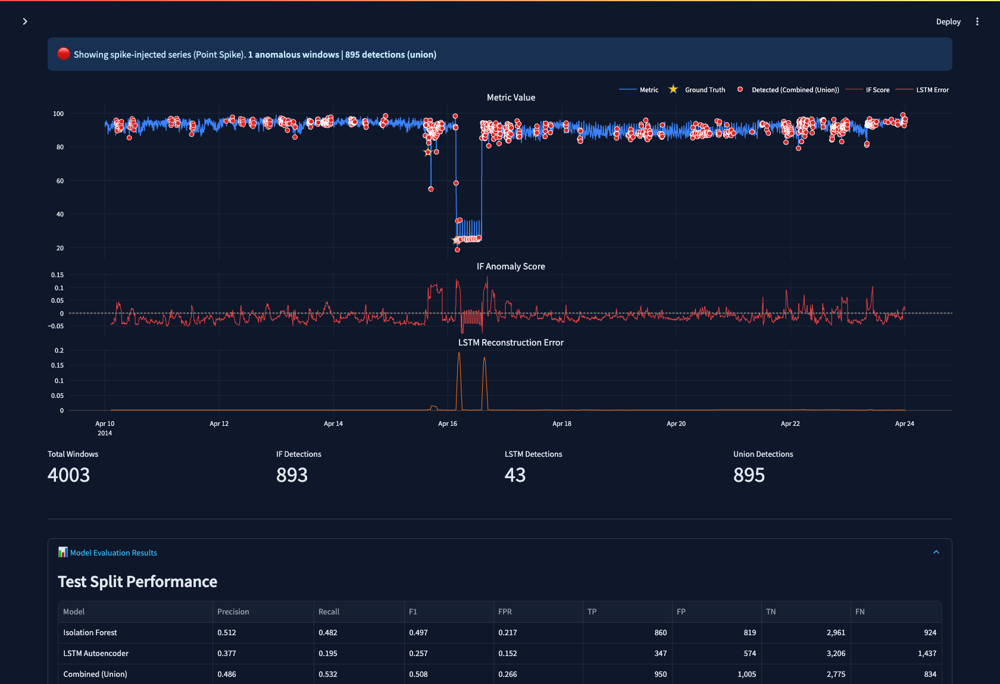 Deploy
Showing spike-injected series (Point Spike). 1 anomalous windows | 895 detections (union)
Metric
Ground Truth
Detected (Combined (Union))
IF Score
LSTM Error
Metric Value
100
80
60
40
20
IF Anomaly Score
0.15
0.1
0.05
0
−0.05
LSTM Reconstruction Error
0.2
0.15
0.1
0.05
0
Apr 10 Apr 12 Apr 14 Apr 16 Apr 18 Apr 20 Apr 22 Apr 24
2014
Total Windows IF Detections LSTM Detections Union Detections
4003 893 43 895
Model Evaluation Results
Test Split Performance
Model Precision Recall F1 FPR TP FP TN FN
Isolation Forest 0.512 0.482 0.497 0.217 860 819 2,961 924
LSTM Autoencoder 0.377 0.195 0.257 0.152 347 574 3,206 1,437
Combined (Union) 0.486 0.532 0.508 0.266 950 1,005 2,775 834